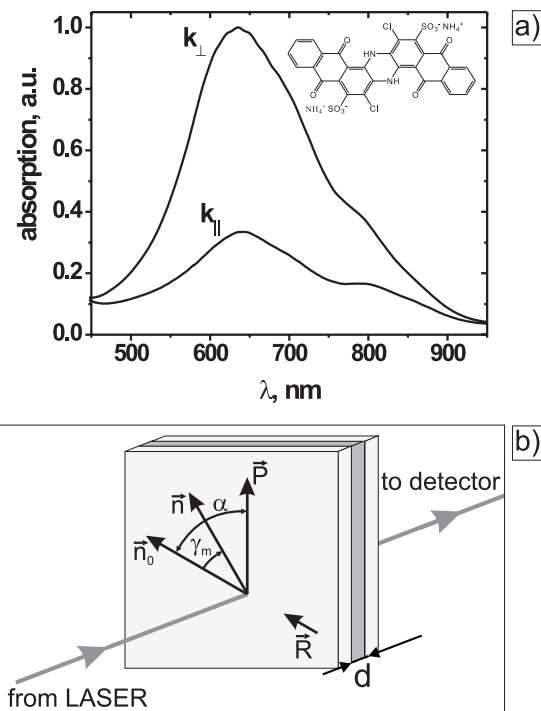 a)
k⊥
k||
absorption, a.u.
1.0
0.8
0.6
0.4
0.2
0.0
500
600
700
800
900
λ, nm
Cl
SO₃⁻NH₄⁺
O
O
HN
NH
O
O
NH₄⁺SO₃⁻
Cl
b)
P⃗
n⃗
α
n⃗₀
γₘ
R⃗
d
to detector
from LASER